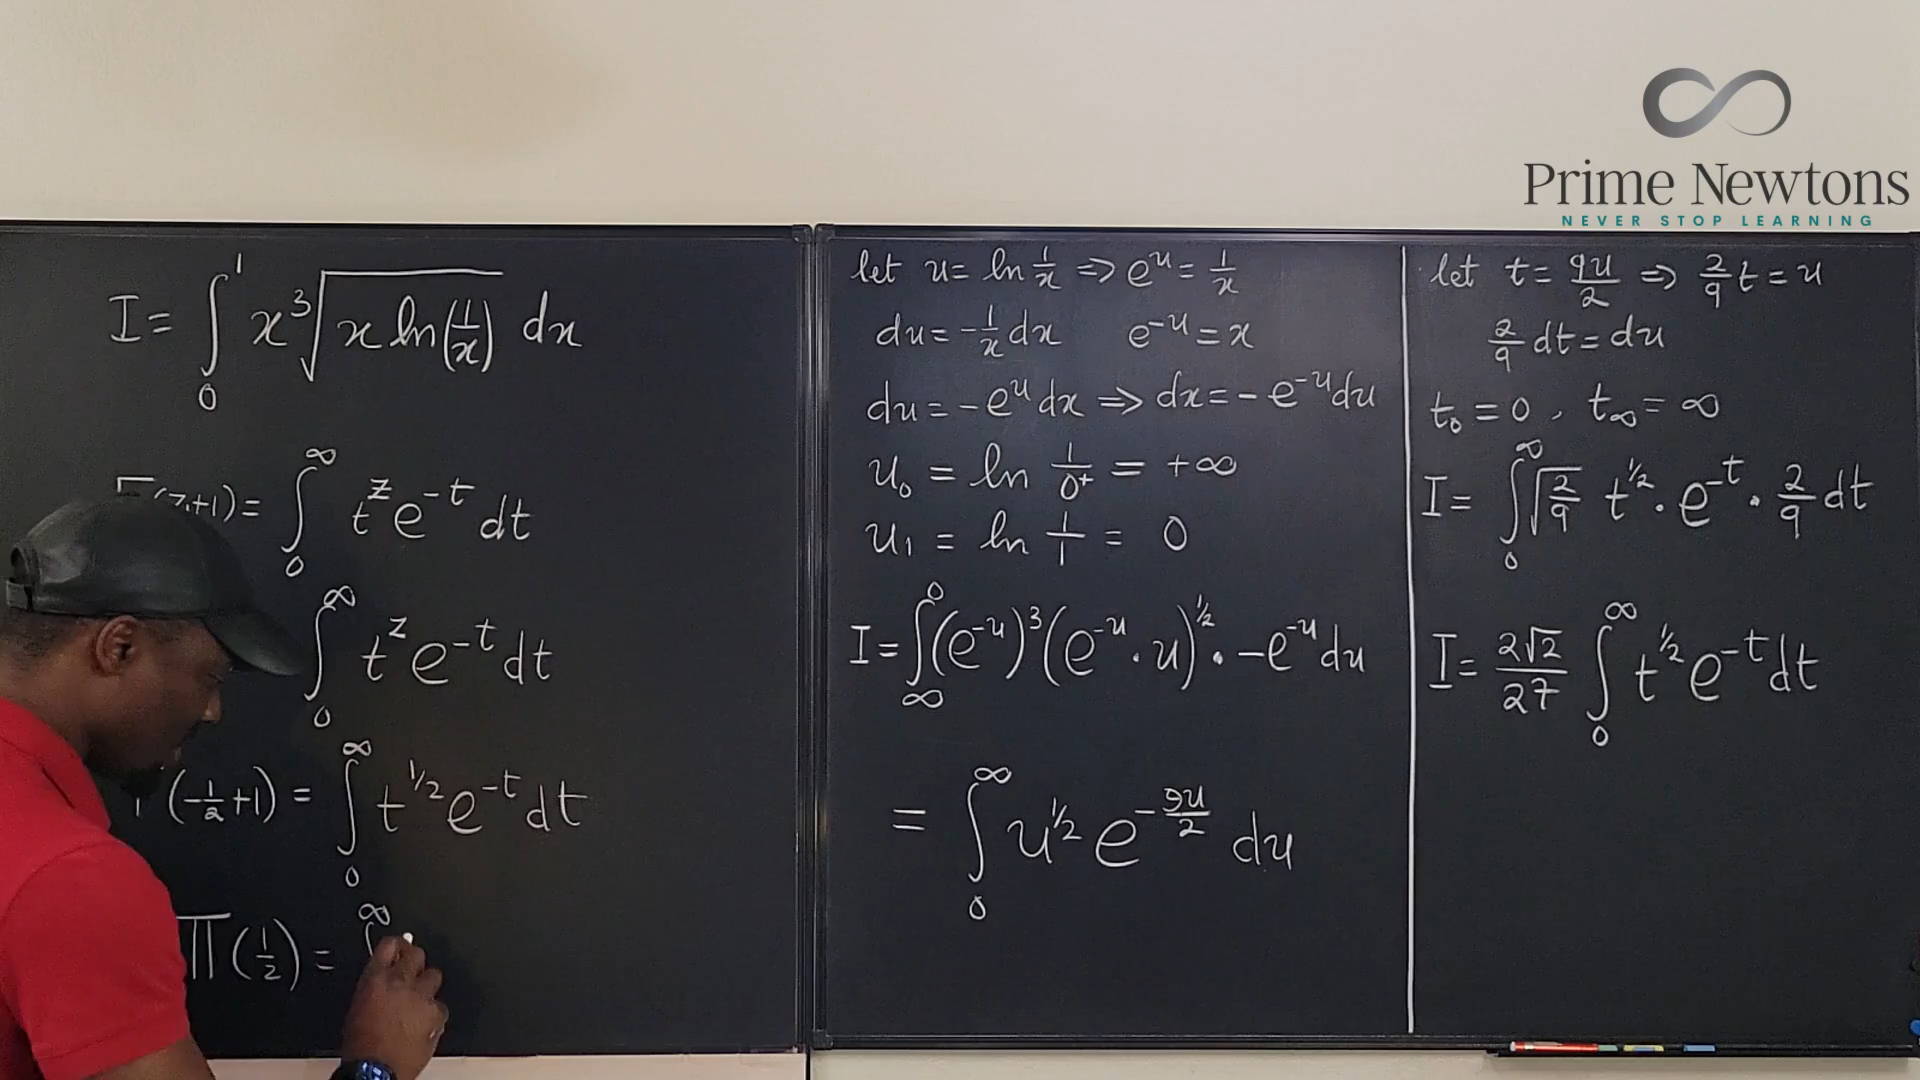 Prime Newtons
NEVER STOP LEARNING
I = ∫₀¹ x³√(x ln(1/x)) dx
(z+1) = ∫₀^∞ t^z e^{-t} dt
∫₀^∞ t^z e^{-t} dt
(-1/2+1) = ∫₀^∞ t^{1/2} e^{-t} dt
Π(1/2) = ∫^∞
let u = ln 1/x => e^u = 1/x
du = -1/x dx e^{-u} = x
du = -e^u dx => dx = -e^{-u} du
u₀ = ln 1/0⁺ = +∞
u₁ = ln 1/1 = 0
I = ∫_∞^0 (e^{-u})³ (e^{-u} · u)^{1/2} · -e^{-u} du
= ∫₀^∞ u^{1/2} e^{-9u/2} du
let t = 9u/2 => 2/9 t = u
2/9 dt = du
t₀ = 0, t_∞ = ∞
I = ∫₀^∞ √(2/9) t^{1/2} · e^{-t} · 2/9 dt
I = 2√2/27 ∫₀^∞ t^{1/2} e^{-t} dt